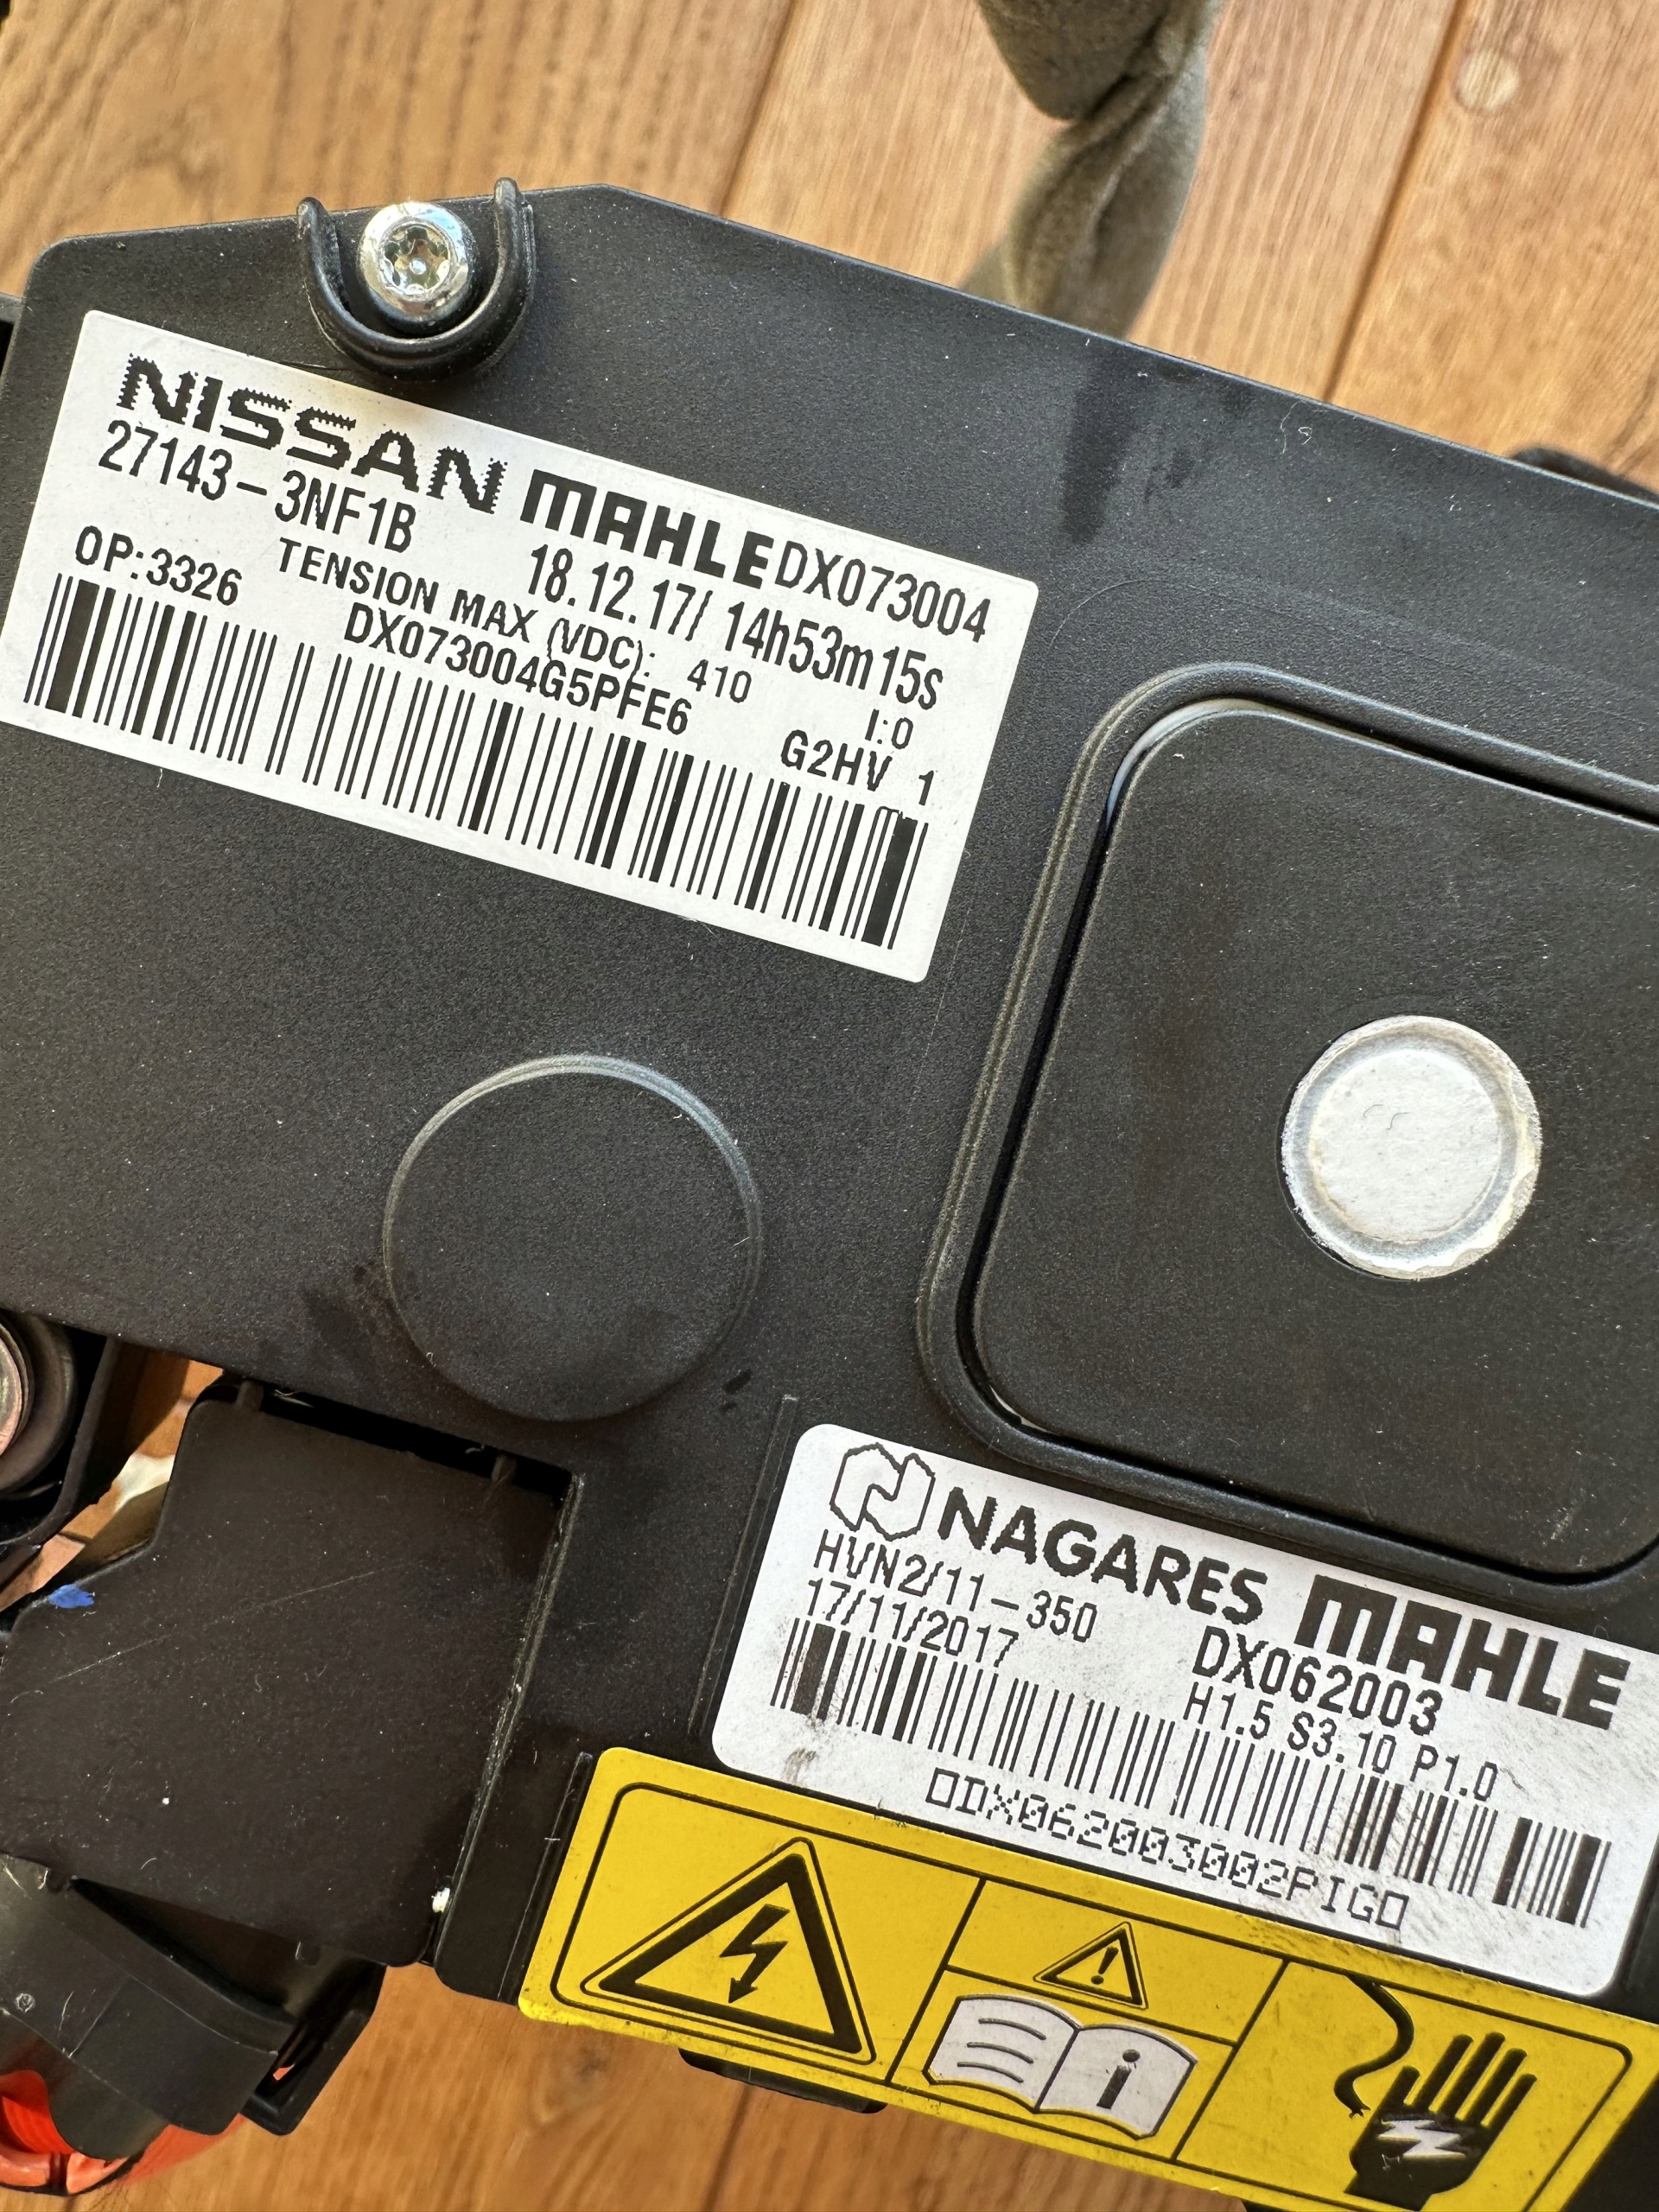 NISSAN MAHLE DX073004
27143-3NF1B 18.12.17/ 14h53m15s
TENSION MAX (VDC): 410 I:0
OP:3326 DX073004G5PFE6 G2HV 1
NAGARES MAHLE
HVN2/11-350 DX062003
17/11/2017 H1.5 S3.10 P1.0
0DX062003002PIG0